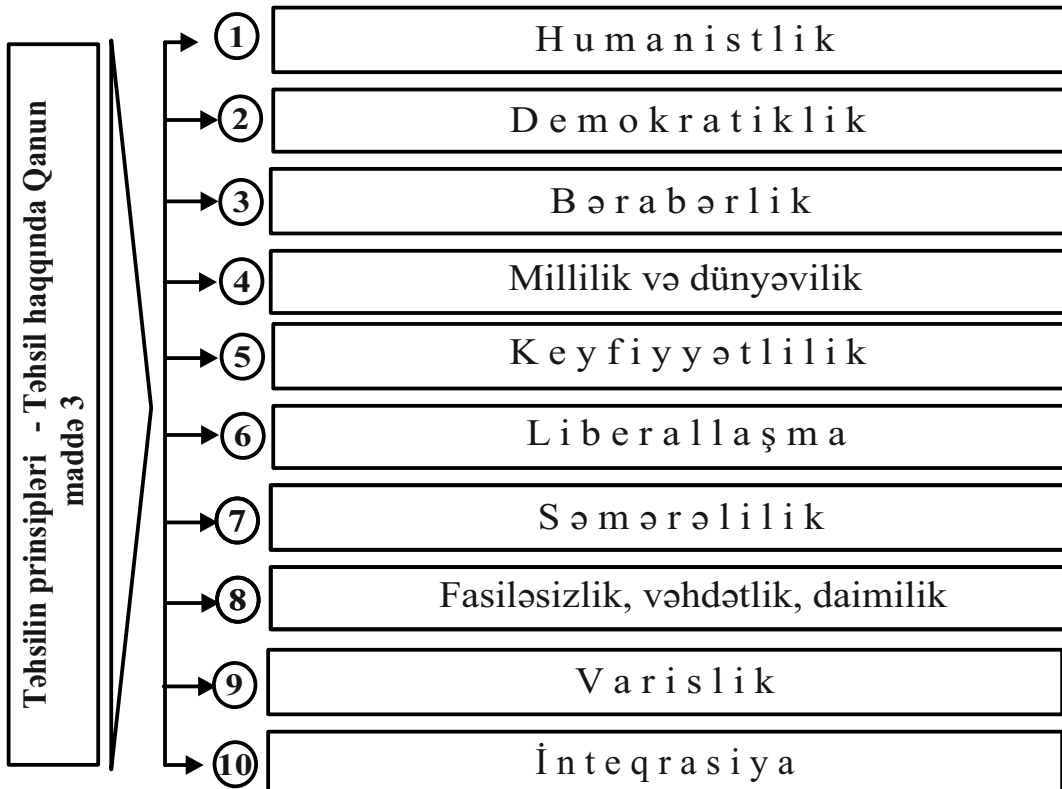 Təhsilin prinsipləri - Təhsil haqqında Qanun
maddə 3
1 Humanistlik
2 Demokratiklik
3 Bərabərlik
4 Millilik və dünyəvilik
5 Keyfiyyətlilik
6 Liberallaşma
7 Səmərəlilik
8 Fasiləsizlik, vəhdətlik, daimilik
9 Varislik
10 İnteqrasiya